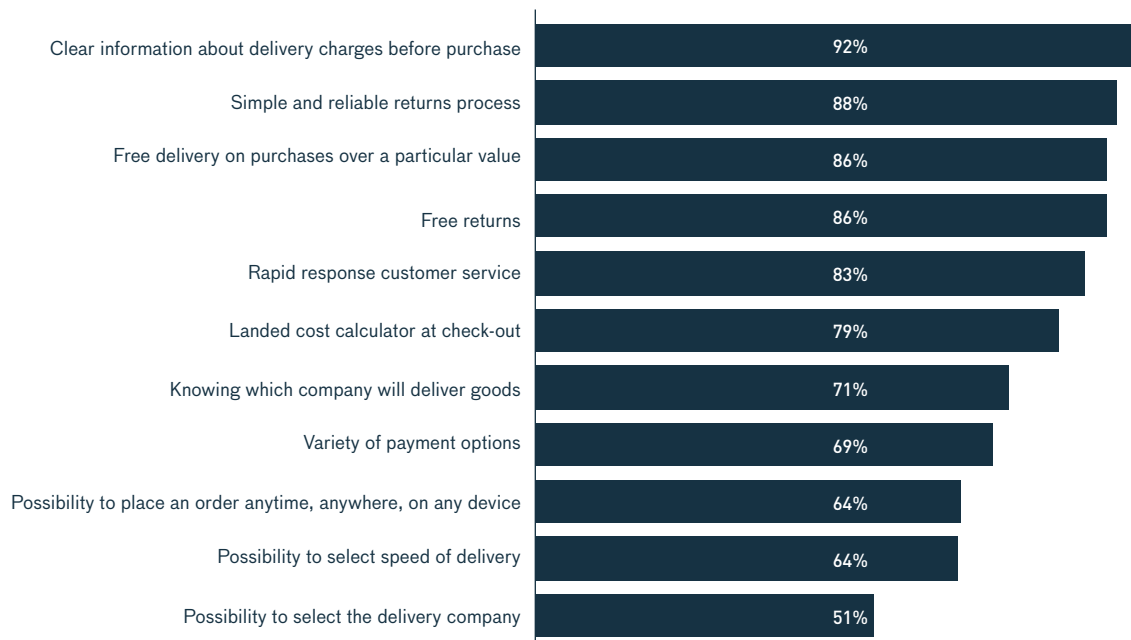 Clear information about delivery charges before purchase 92%
Simple and reliable returns process 88%
Free delivery on purchases over a particular value 86%
Free returns 86%
Rapid response customer service 83%
Landed cost calculator at check-out 79%
Knowing which company will deliver goods 71%
Variety of payment options 69%
Possibility to place an order anytime, anywhere, on any device 64%
Possibility to select speed of delivery 64%
Possibility to select the delivery company 51%